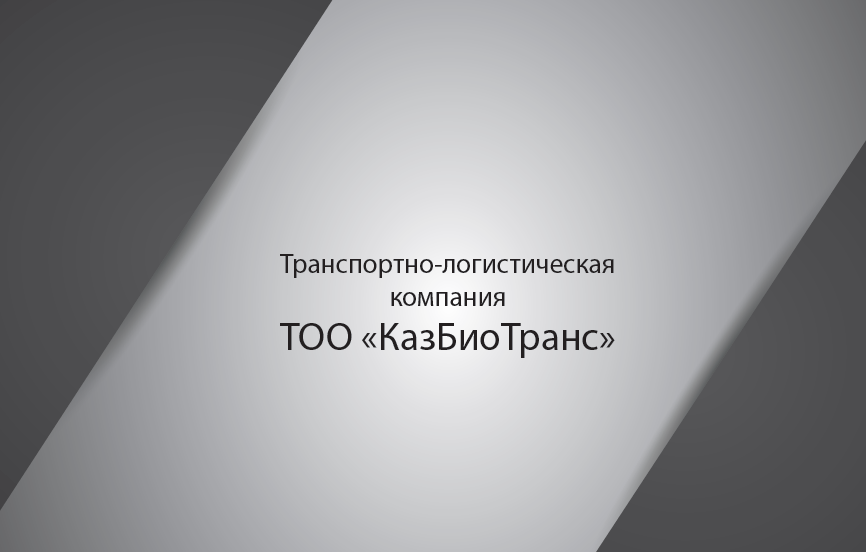 Транспортно-логистическая
компания
ТОО «КазБиоТранс»